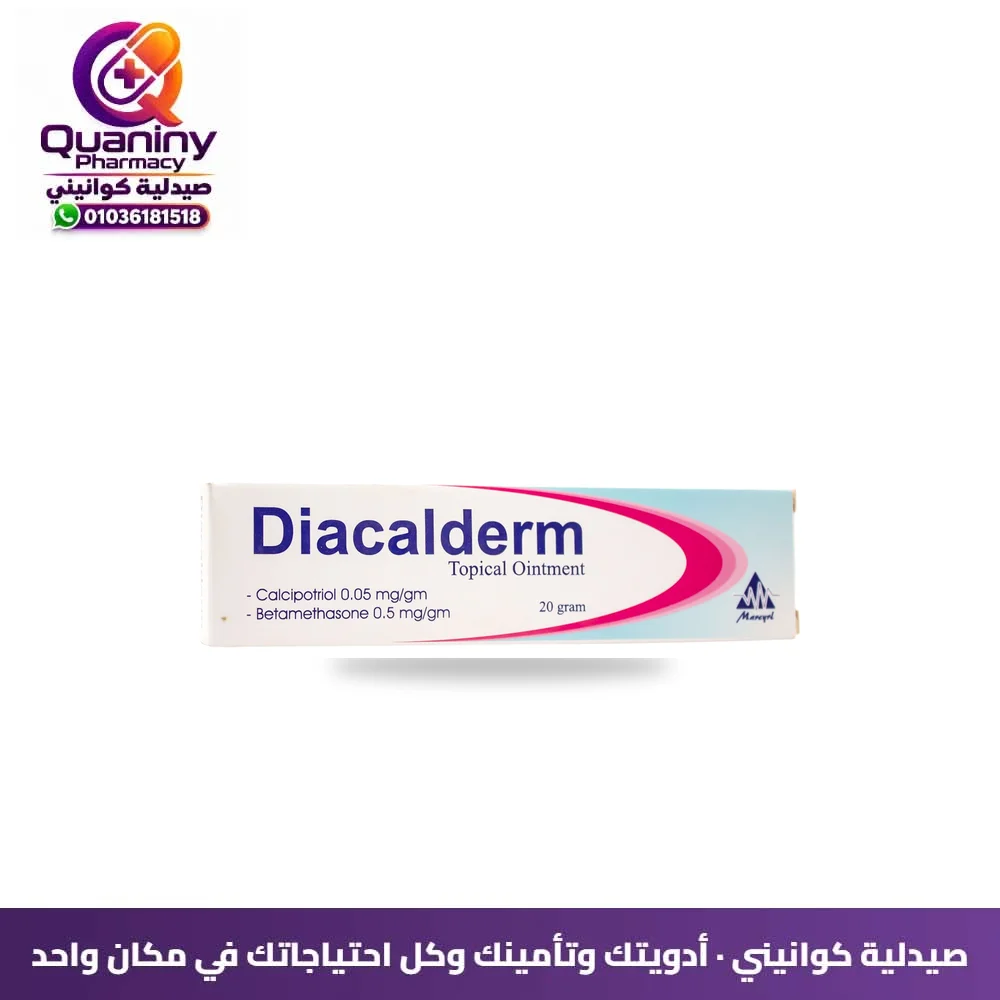 Quaniny
Pharmacy
صيدلية كوانيني
01036181518
Diacalderm
Topical Ointment
- Calcipotriol 0.05 mg/gm
- Betamethasone 0.5 mg/gm
20 gram
Marcyrl
صيدلية كوانيني · أدويتك وتأمينك وكل احتياجاتك في مكان واحد